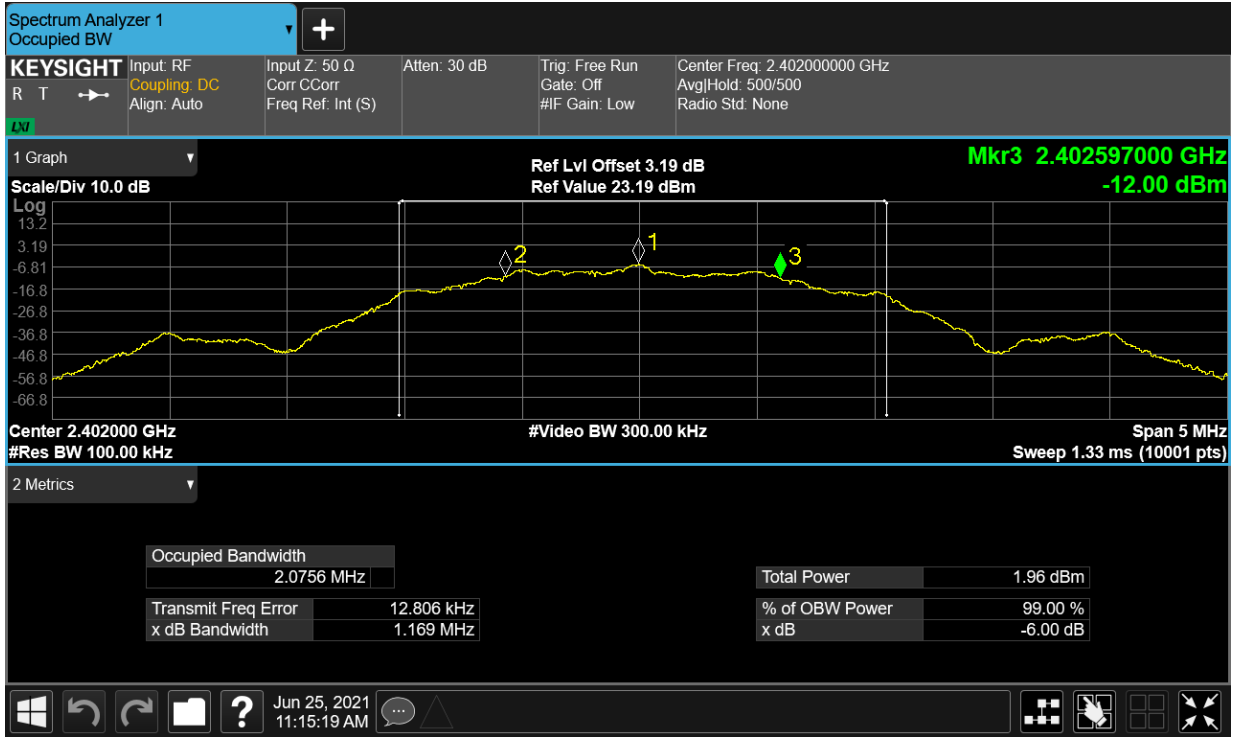 Spectrum Analyzer 1
Occupied BW
KEYSIGHT
R T
LXI
Input: RF
Coupling: DC
Align: Auto
Input Z: 50 Ω
Corr CCorr
Freq Ref: Int (S)
Atten: 30 dB
Trig: Free Run
Gate: Off
#IF Gain: Low
Center Freq: 2.402000000 GHz
Avg|Hold: 500/500
Radio Std: None
1 Graph
Ref Lvl Offset 3.19 dB
Mkr3 2.402597000 GHz
Scale/Div 10.0 dB
Ref Value 23.19 dBm
-12.00 dBm
Log
13.2
3.19
-6.81
-16.8
-26.8
-36.8
-46.8
-56.8
-66.8
2
1
3
Center 2.402000 GHz
#Video BW 300.00 kHz
Span 5 MHz
#Res BW 100.00 kHz
Sweep 1.33 ms (10001 pts)
2 Metrics
Occupied Bandwidth
2.0756 MHz
Total Power 1.96 dBm
Transmit Freq Error 12.806 kHz
% of OBW Power 99.00 %
x dB Bandwidth 1.169 MHz
x dB -6.00 dB
?
Jun 25, 2021
11:15:19 AM